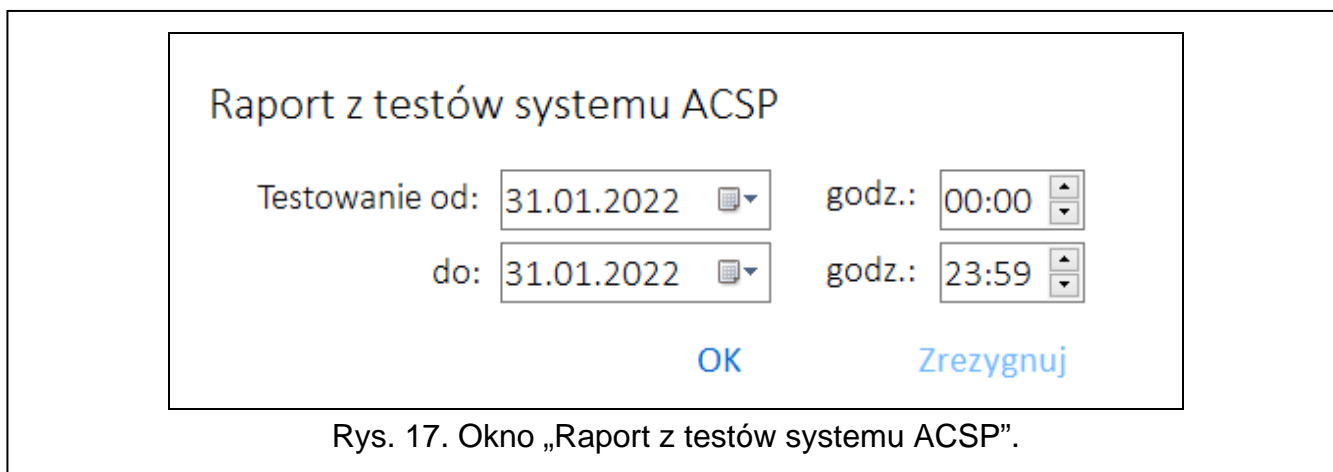 Raport z testów systemu ACSP
Testowanie od: 31.01.2022 godz.: 00:00
do: 31.01.2022 godz.: 23:59
OK Zrezygnuj
Rys. 17. Okno „Raport z testów systemu ACSP”.